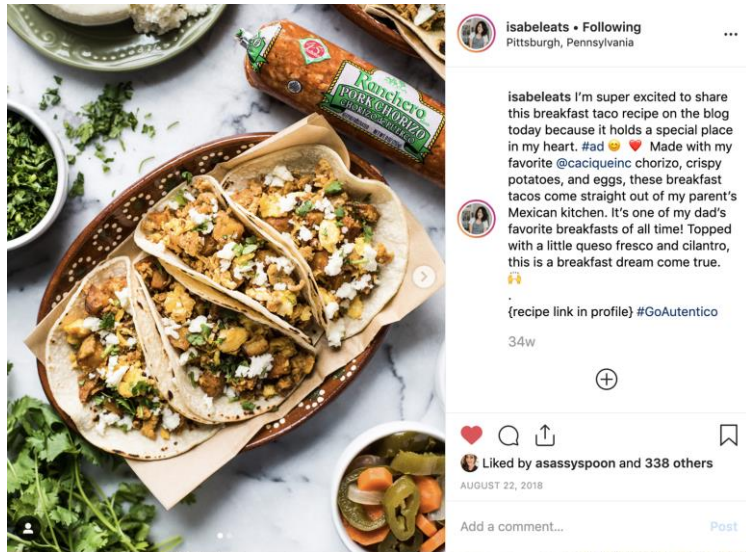 Ranchero
PORK CHORIZO
CHORIZO DE PUERCO
isabeleats • Following
Pittsburgh, Pennsylvania
isabeleats I'm super excited to share
this breakfast taco recipe on the blog
today because it holds a special place
in my heart. #ad 😊 ❤️ Made with my
favorite @caciqueinc chorizo, crispy
potatoes, and eggs, these breakfast
tacos come straight out of my parent's
Mexican kitchen. It's one of my dad's
favorite breakfasts of all time! Topped
with a little queso fresco and cilantro,
this is a breakfast dream come true.
🙌
.
{recipe link in profile} #GoAutentico
34w
Liked by asassyspoon and 338 others
AUGUST 22, 2018
Add a comment...
Post